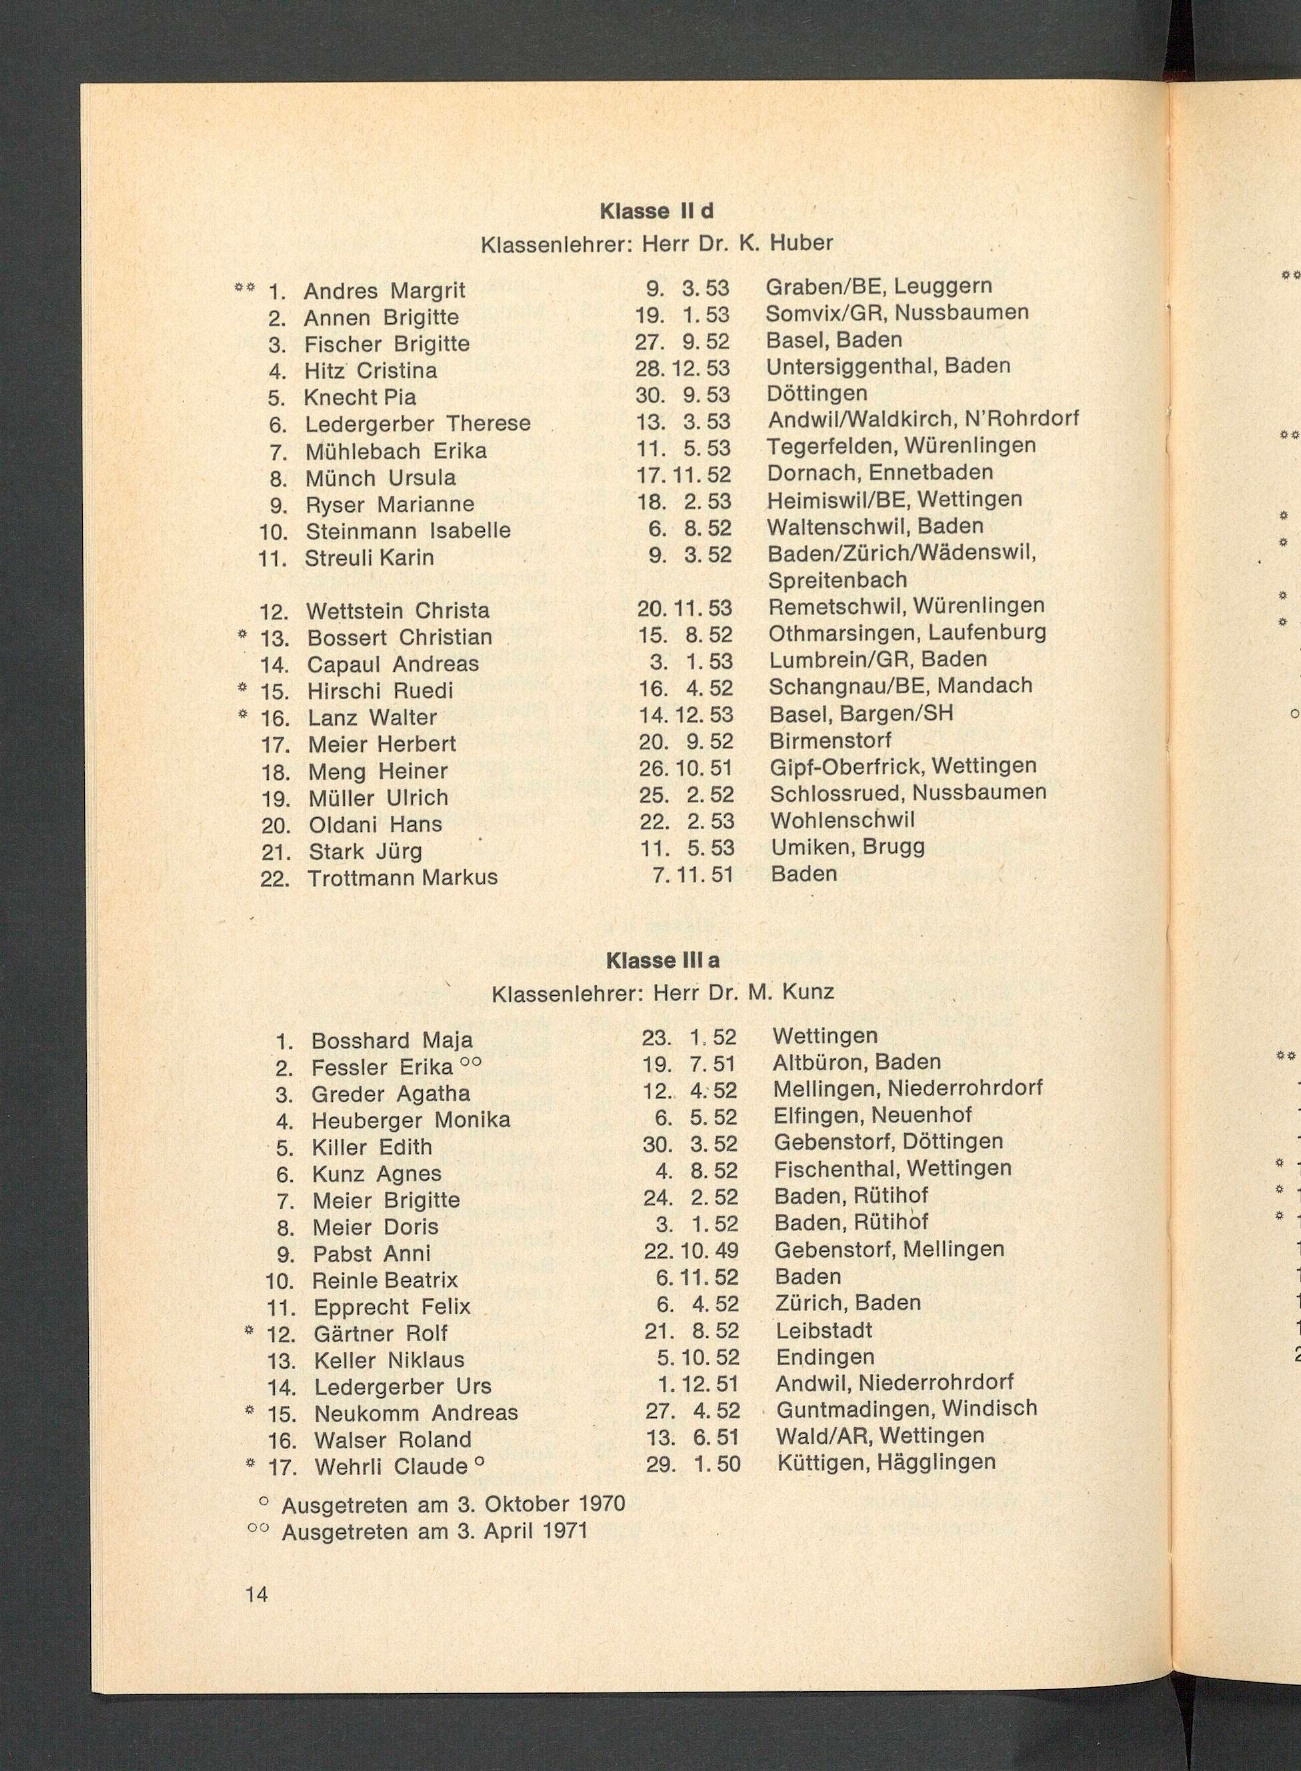 Klasse II d
Klassenlehrer: Herr Dr. K. Huber
** 1. Andres Margrit 9. 3. 53 Graben/BE, Leuggern
2. Annen Brigitte 19. 1. 53 Somvix/GR, Nussbaumen
3. Fischer Brigitte 27. 9. 52 Basel, Baden
4. Hitz Cristina 28. 12. 53 Untersiggenthal, Baden
5. Knecht Pia 30. 9. 53 Döttingen
6. Ledergerber Therese 13. 3. 53 Andwil/Waldkirch, N'Rohrdorf
7. Mühlebach Erika 11. 5. 53 Tegerfelden, Würenlingen
8. Münch Ursula 17. 11. 52 Dornach, Ennetbaden
9. Ryser Marianne 18. 2. 53 Heimiswil/BE, Wettingen
10. Steinmann Isabelle 6. 8. 52 Waltenschwil, Baden
11. Streuli Karin 9. 3. 52 Baden/Zürich/Wädenswil,
Spreitenbach
12. Wettstein Christa 20. 11. 53 Remetschwil, Würenlingen
* 13. Bossert Christian 15. 8. 52 Othmarsingen, Laufenburg
14. Capaul Andreas 3. 1. 53 Lumbrein/GR, Baden
* 15. Hirschi Ruedi 16. 4. 52 Schangnau/BE, Mandach
* 16. Lanz Walter 14. 12. 53 Basel, Bargen/SH
17. Meier Herbert 20. 9. 52 Birmenstorf
18. Meng Heiner 26. 10. 51 Gipf-Oberfrick, Wettingen
19. Müller Ulrich 25. 2. 52 Schlossrued, Nussbaumen
20. Oldani Hans 22. 2. 53 Wohlenschwil
21. Stark Jürg 11. 5. 53 Umiken, Brugg
22. Trottmann Markus 7. 11. 51 Baden
Klasse III a
Klassenlehrer: Herr Dr. M. Kunz
1. Bosshard Maja 23. 1. 52 Wettingen
2. Fessler Erika °° 19. 7. 51 Altbüron, Baden
3. Greder Agatha 12. 4. 52 Mellingen, Niederrohrdorf
4. Heuberger Monika 6. 5. 52 Elfingen, Neuenhof
5. Killer Edith 30. 3. 52 Gebenstorf, Döttingen
6. Kunz Agnes 4. 8. 52 Fischenthal, Wettingen
7. Meier Brigitte 24. 2. 52 Baden, Rütihof
8. Meier Doris 3. 1. 52 Baden, Rütihof
9. Pabst Anni 22. 10. 49 Gebenstorf, Mellingen
10. Reinle Beatrix 6. 11. 52 Baden
11. Epprecht Felix 6. 4. 52 Zürich, Baden
* 12. Gärtner Rolf 21. 8. 52 Leibstadt
13. Keller Niklaus 5. 10. 52 Endingen
14. Ledergerber Urs 1. 12. 51 Andwil, Niederrohrdorf
* 15. Neukomm Andreas 27. 4. 52 Guntmadingen, Windisch
16. Walser Roland 13. 6. 51 Wald/AR, Wettingen
* 17. Wehrli Claude ° 29. 1. 50 Küttigen, Hägglingen
° Ausgetreten am 3. Oktober 1970
°° Ausgetreten am 3. April 1971
14